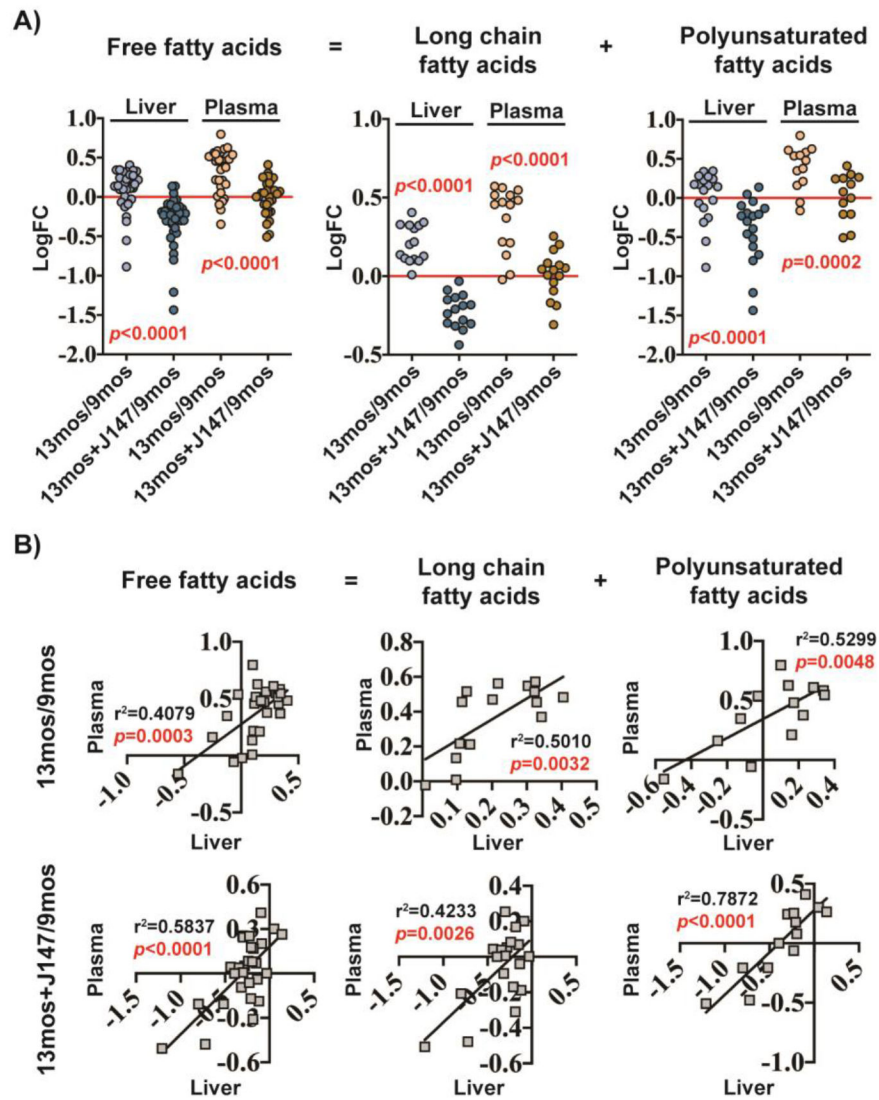 A)
Free fatty acids = Long chain fatty acids + Polyunsaturated fatty acids
Liver Plasma
Liver Plasma
Liver Plasma
LogFC
1.0
0.5
0.0
-0.5
-1.0
-1.5
-2.0
p<0.0001
p<0.0001
13mos/9mos
13mos+J147/9mos
13mos/9mos
13mos+J147/9mos
LogFC
1.0
0.5
0.0
-0.5
p<0.0001
p<0.0001
13mos/9mos
13mos+J147/9mos
13mos/9mos
13mos+J147/9mos
LogFC
1.0
0.5
0.0
-0.5
-1.0
-1.5
-2.0
p<0.0001
p=0.0002
13mos/9mos
13mos+J147/9mos
13mos/9mos
13mos+J147/9mos
B)
Free fatty acids = Long chain fatty acids + Polyunsaturated fatty acids
13mos/9mos
Plasma
1.0
0.5
-0.5
-1.0
-0.5
0.5
r²=0.4079
p=0.0003
Liver
Plasma
0.8
0.6
0.4
0.2
0.0
-0.2
0.1
0.2
0.3
0.4
0.5
r²=0.5010
p=0.0032
Liver
Plasma
1.0
0.5
-0.5
-0.6
-0.4
-0.2
0.2
0.4
r²=0.5299
p=0.0048
Liver
13mos+J147/9mos
Plasma
0.6
0.3
-0.3
-0.6
-1.5
-1.0
-0.5
0.5
r²=0.5837
p<0.0001
Liver
Plasma
0.4
0.2
-0.2
-0.4
-0.6
-1.5
-1.0
-0.5
0.5
r²=0.4233
p=0.0026
Liver
Plasma
0.5
-0.5
-1.0
-1.5
-1.0
-0.5
0.5
r²=0.7872
p<0.0001
Liver